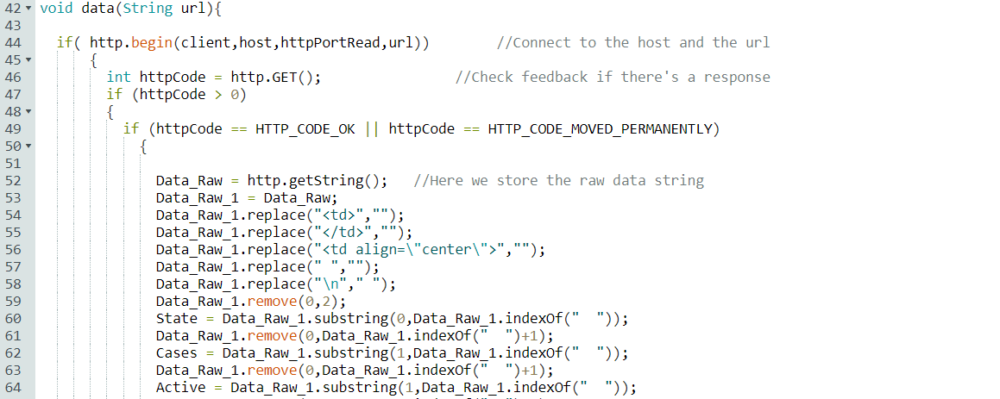 42 void data(String url){
43
44 if( http.begin(client,host,httpPortRead,url)) //Connect to the host and the url
45 {
46 int httpCode = http.GET(); //Check feedback if there's a response
47 if (httpCode > 0)
48 {
49 if (httpCode == HTTP_CODE_OK || httpCode == HTTP_CODE_MOVED_PERMANENTLY)
50 {
51
52 Data_Raw = http.getString(); //Here we store the raw data string
53 Data_Raw_1 = Data_Raw;
54 Data_Raw_1.replace("<td>","");
55 Data_Raw_1.replace("</td>","");
56 Data_Raw_1.replace("<td align=\"center\">","");
57 Data_Raw_1.replace(" ","");
58 Data_Raw_1.replace("\n"," ");
59 Data_Raw_1.remove(0,2);
60 State = Data_Raw_1.substring(0,Data_Raw_1.indexOf("  "));
61 Data_Raw_1.remove(0,Data_Raw_1.indexOf("  ")+1);
62 Cases = Data_Raw_1.substring(1,Data_Raw_1.indexOf("  "));
63 Data_Raw_1.remove(0,Data_Raw_1.indexOf("  ")+1);
64 Active = Data_Raw_1.substring(1,Data_Raw_1.indexOf("  "));